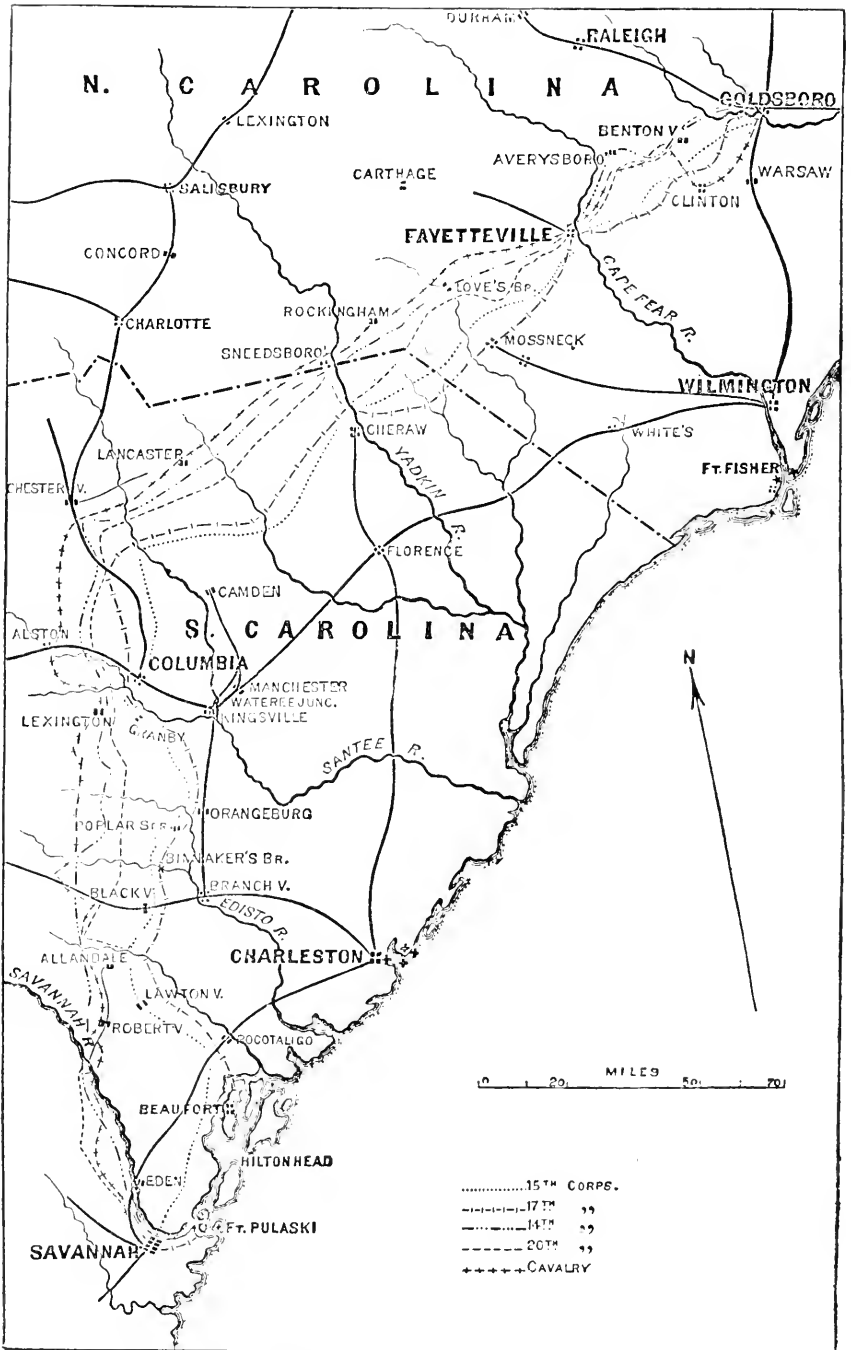 DURHAM
RALEIGH
N. CAROLINA
GOLDSBORO
LEXINGTON
BENTON V.
AVERYSBORO
CARTHAGE
WARSAW
SALISBURY
CLINTON
FAYETTEVILLE
CONCORD
CAPE FEAR R.
LOVE'S BR.
ROCKINGHAM
CHARLOTTE
MOSSNECK
SNEEDSBORO
WILMINGTON
CHERAW
WHITE'S
LANCASTER
YADKIN R.
FT. FISHER
CHESTER V.
FLORENCE
CAMDEN
S. CAROLINA
ALSTON
COLUMBIA
N
MANCHESTER
WATEREE JUNC.
KINGSVILLE
LEXINGTON
GRANBY
SANTEE R.
ORANGEBURG
POPLAR SPR.
BINNAKER'S BR.
BRANCH V.
BLACK V.
EDISTO R.
CHARLESTON
ALLANDALE
SAVANNAH R.
LAWTON V.
ROBERT V.
POCOTALIGO
MILES
0 20 50 70
BEAUFORT
HILTON HEAD
EDEN
15TH CORPS.
17TH ,,
FT. PULASKI
14TH ,,
SAVANNAH
20TH ,,
CAVALRY